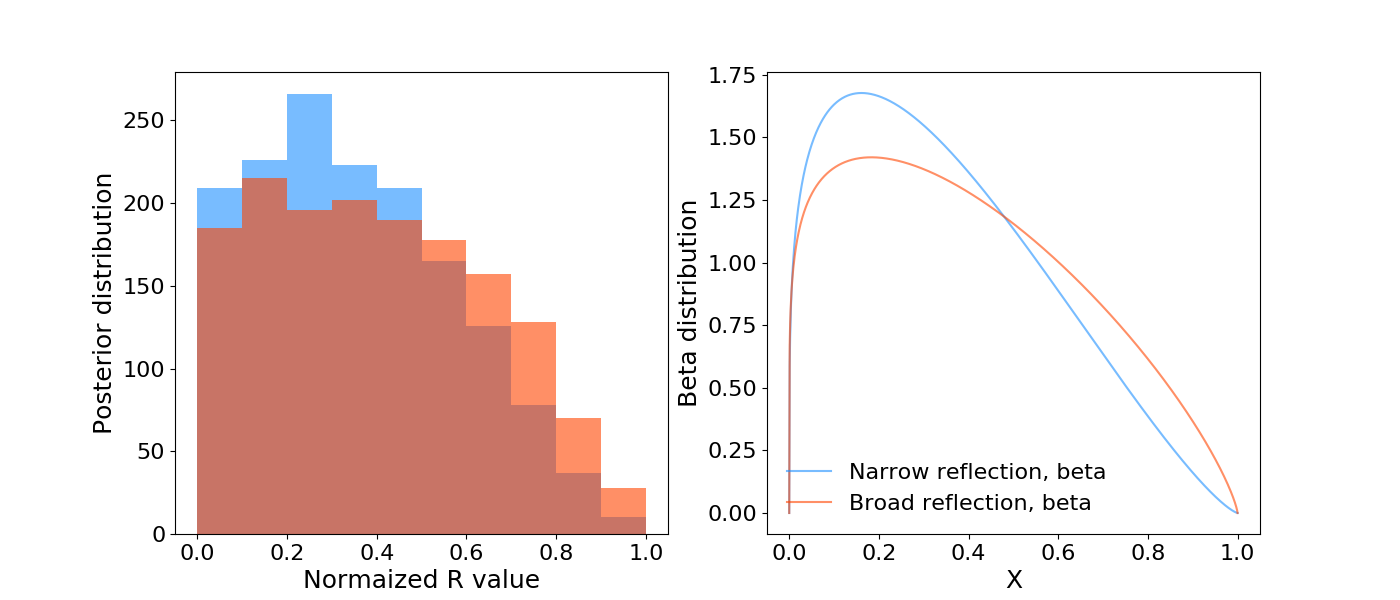 Posterior distribution
250
200
150
100
50
0
0.0 0.2 0.4 0.6 0.8 1.0
Normaized R value
Beta distribution
1.75
1.50
1.25
1.00
0.75
0.50
0.25
0.00
Narrow reflection, beta
Broad reflection, beta
0.0 0.2 0.4 0.6 0.8 1.0
X